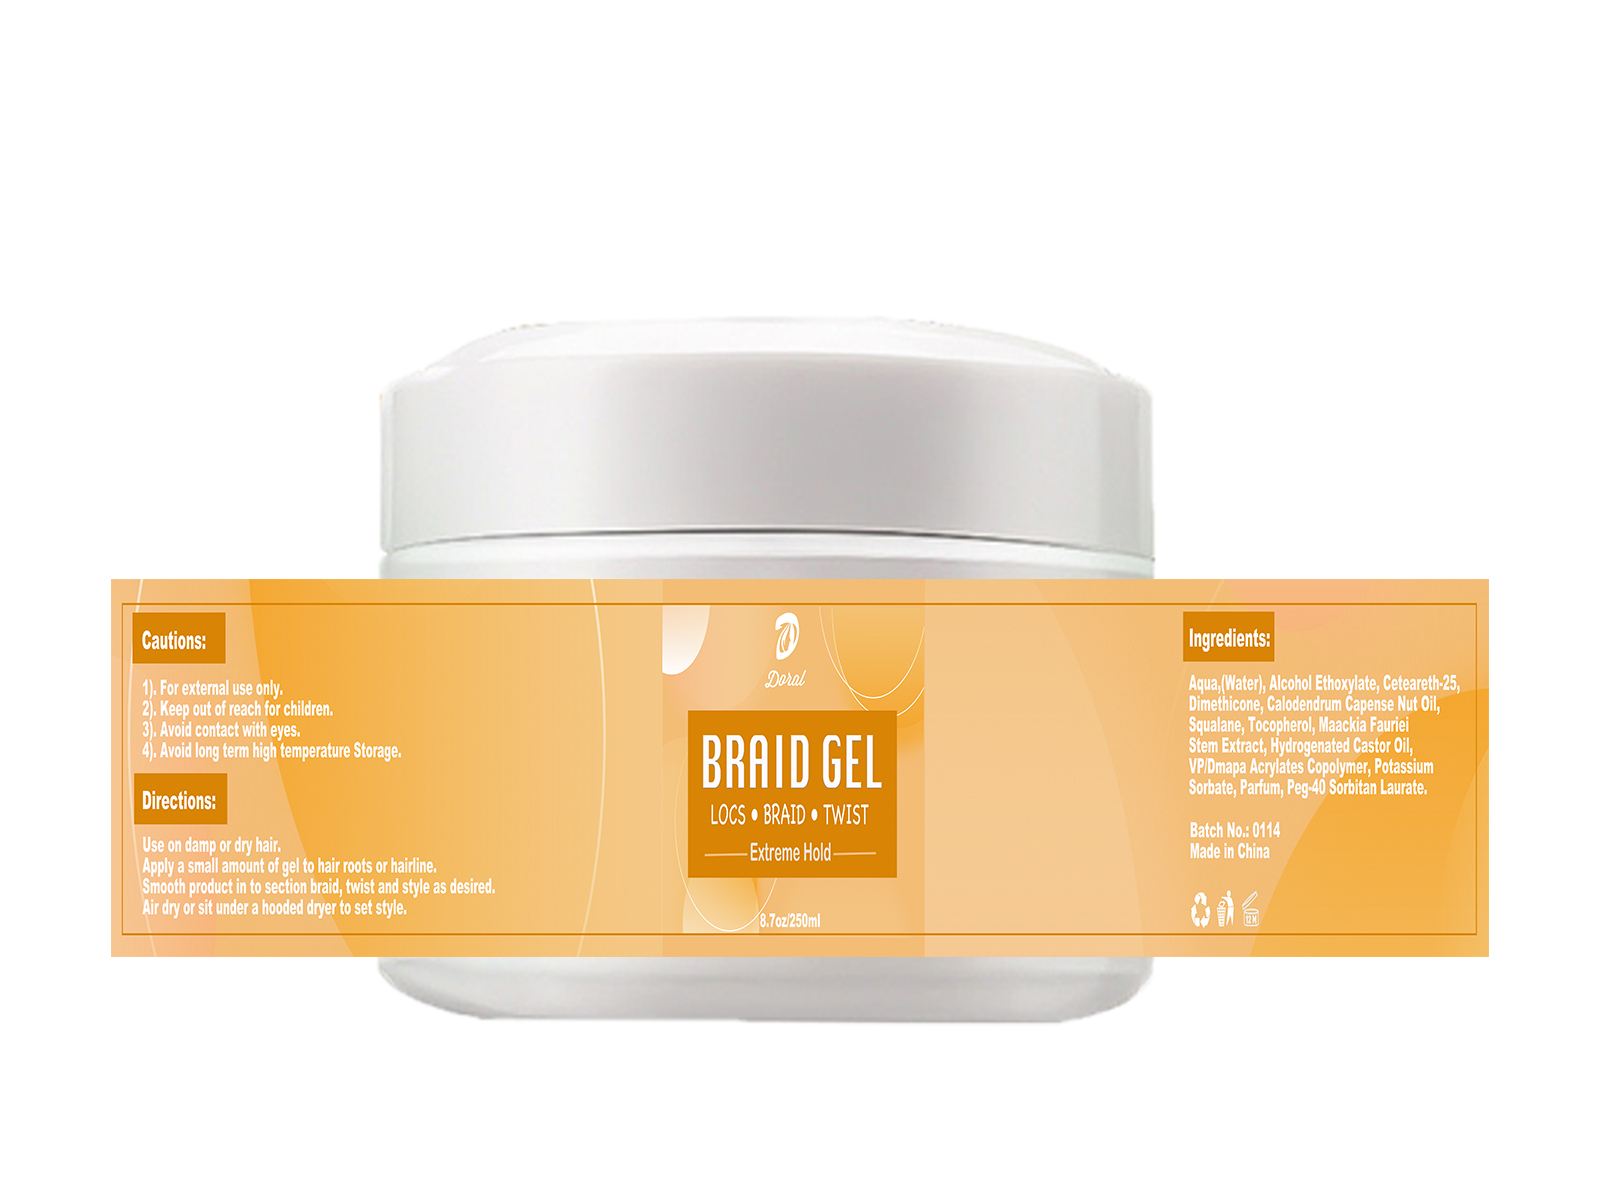 Cautions:
1). For external use only.
2). Keep out of reach for children.
3). Avoid contact with eyes.
4). Avoid long term high temperature Storage.
Directions:
Use on damp or dry hair.
Apply a small amount of gel to hair roots or hairline.
Smooth product in to section braid, twist and style as desired.
Air dry or sit under a hooded dryer to set style.
Doral
BRAID GEL
LOCS • BRAID • TWIST
Extreme Hold
8.7oz/250ml
Ingredients:
Aqua,(Water), Alcohol Ethoxylate, Ceteareth-25,
Dimethicone, Calodendrum Capense Nut Oil,
Squalane, Tocopherol, Maackia Fauriei
Stem Extract, Hydrogenated Castor Oil,
VP/Dmapa Acrylates Copolymer, Potassium
Sorbate, Parfum, Peg-40 Sorbitan Laurate.
Batch No.: 0114
Made in China
12 M